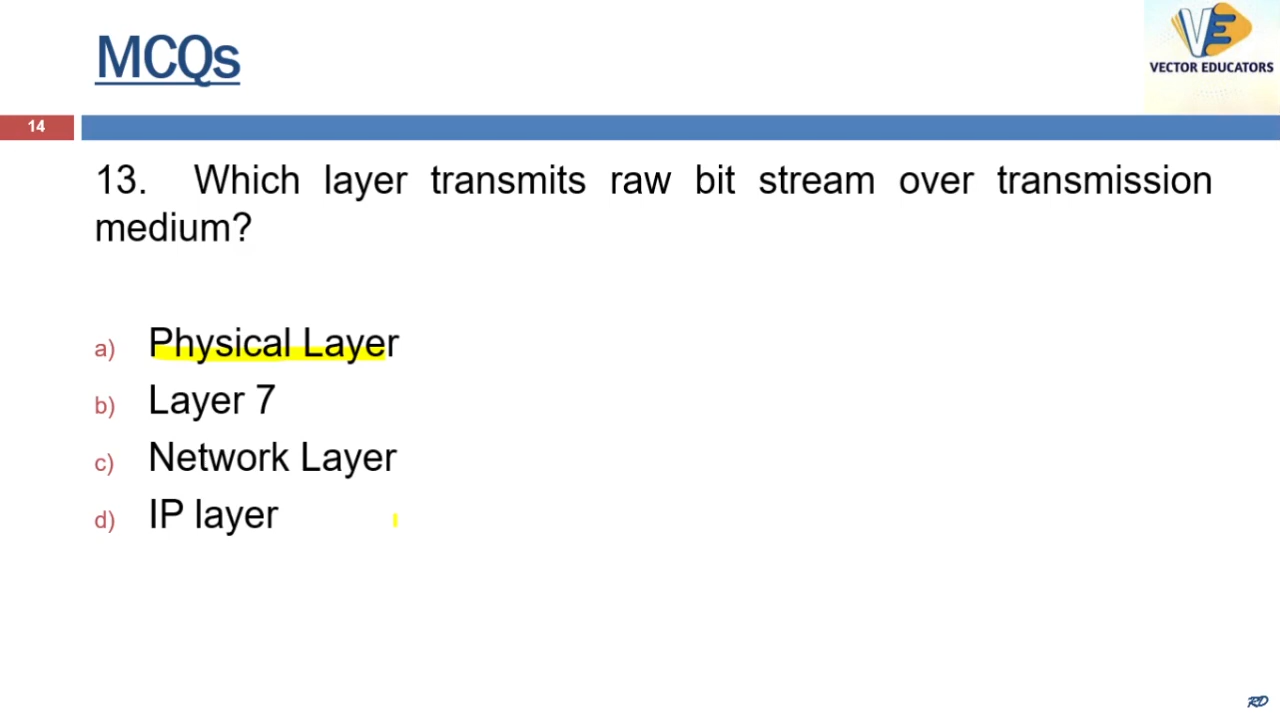 MCQs
VE
VECTOR EDUCATORS
14
13. Which layer transmits raw bit stream over transmission
medium?
a) Physical Layer
b) Layer 7
c) Network Layer
d) IP layer
RD